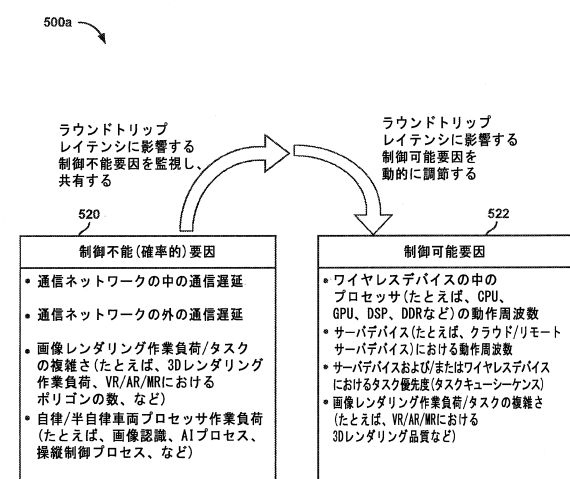 500a
ラウンドトリップ
レイテンシに影響する
制御不能要因を監視し、
共有する
ラウンドトリップ
レイテンシに影響する
制御可能要因を
動的に調節する
520
制御不能(確率的)要因
• 通信ネットワークの中の通信遅延
• 通信ネットワークの外の通信遅延
• 画像レンダリング作業負荷/タスク
の複雑さ(たとえば、3Dレンダリング
作業負荷、VR/AR/MRにおける
ポリゴンの数、など)
• 自律/半自律車両プロセッサ作業負荷
(たとえば、画像認識、AIプロセス、
操縦制御プロセス、など)
522
制御可能要因
• ワイヤレスデバイスの中の
プロセッサ(たとえば、CPU、
GPU、DSP、DDRなど)の動作周波数
• サーバデバイス(たとえば、クラウド/リモート
サーバデバイス)における動作周波数
• サーバデバイスおよび/またはワイヤレスデバイス
におけるタスク優先度(タスクキューシーケンス)
• 画像レンダリング作業負荷/タスクの複雑さ
(たとえば、VR/AR/MRにおける
3Dレンダリング品質など)